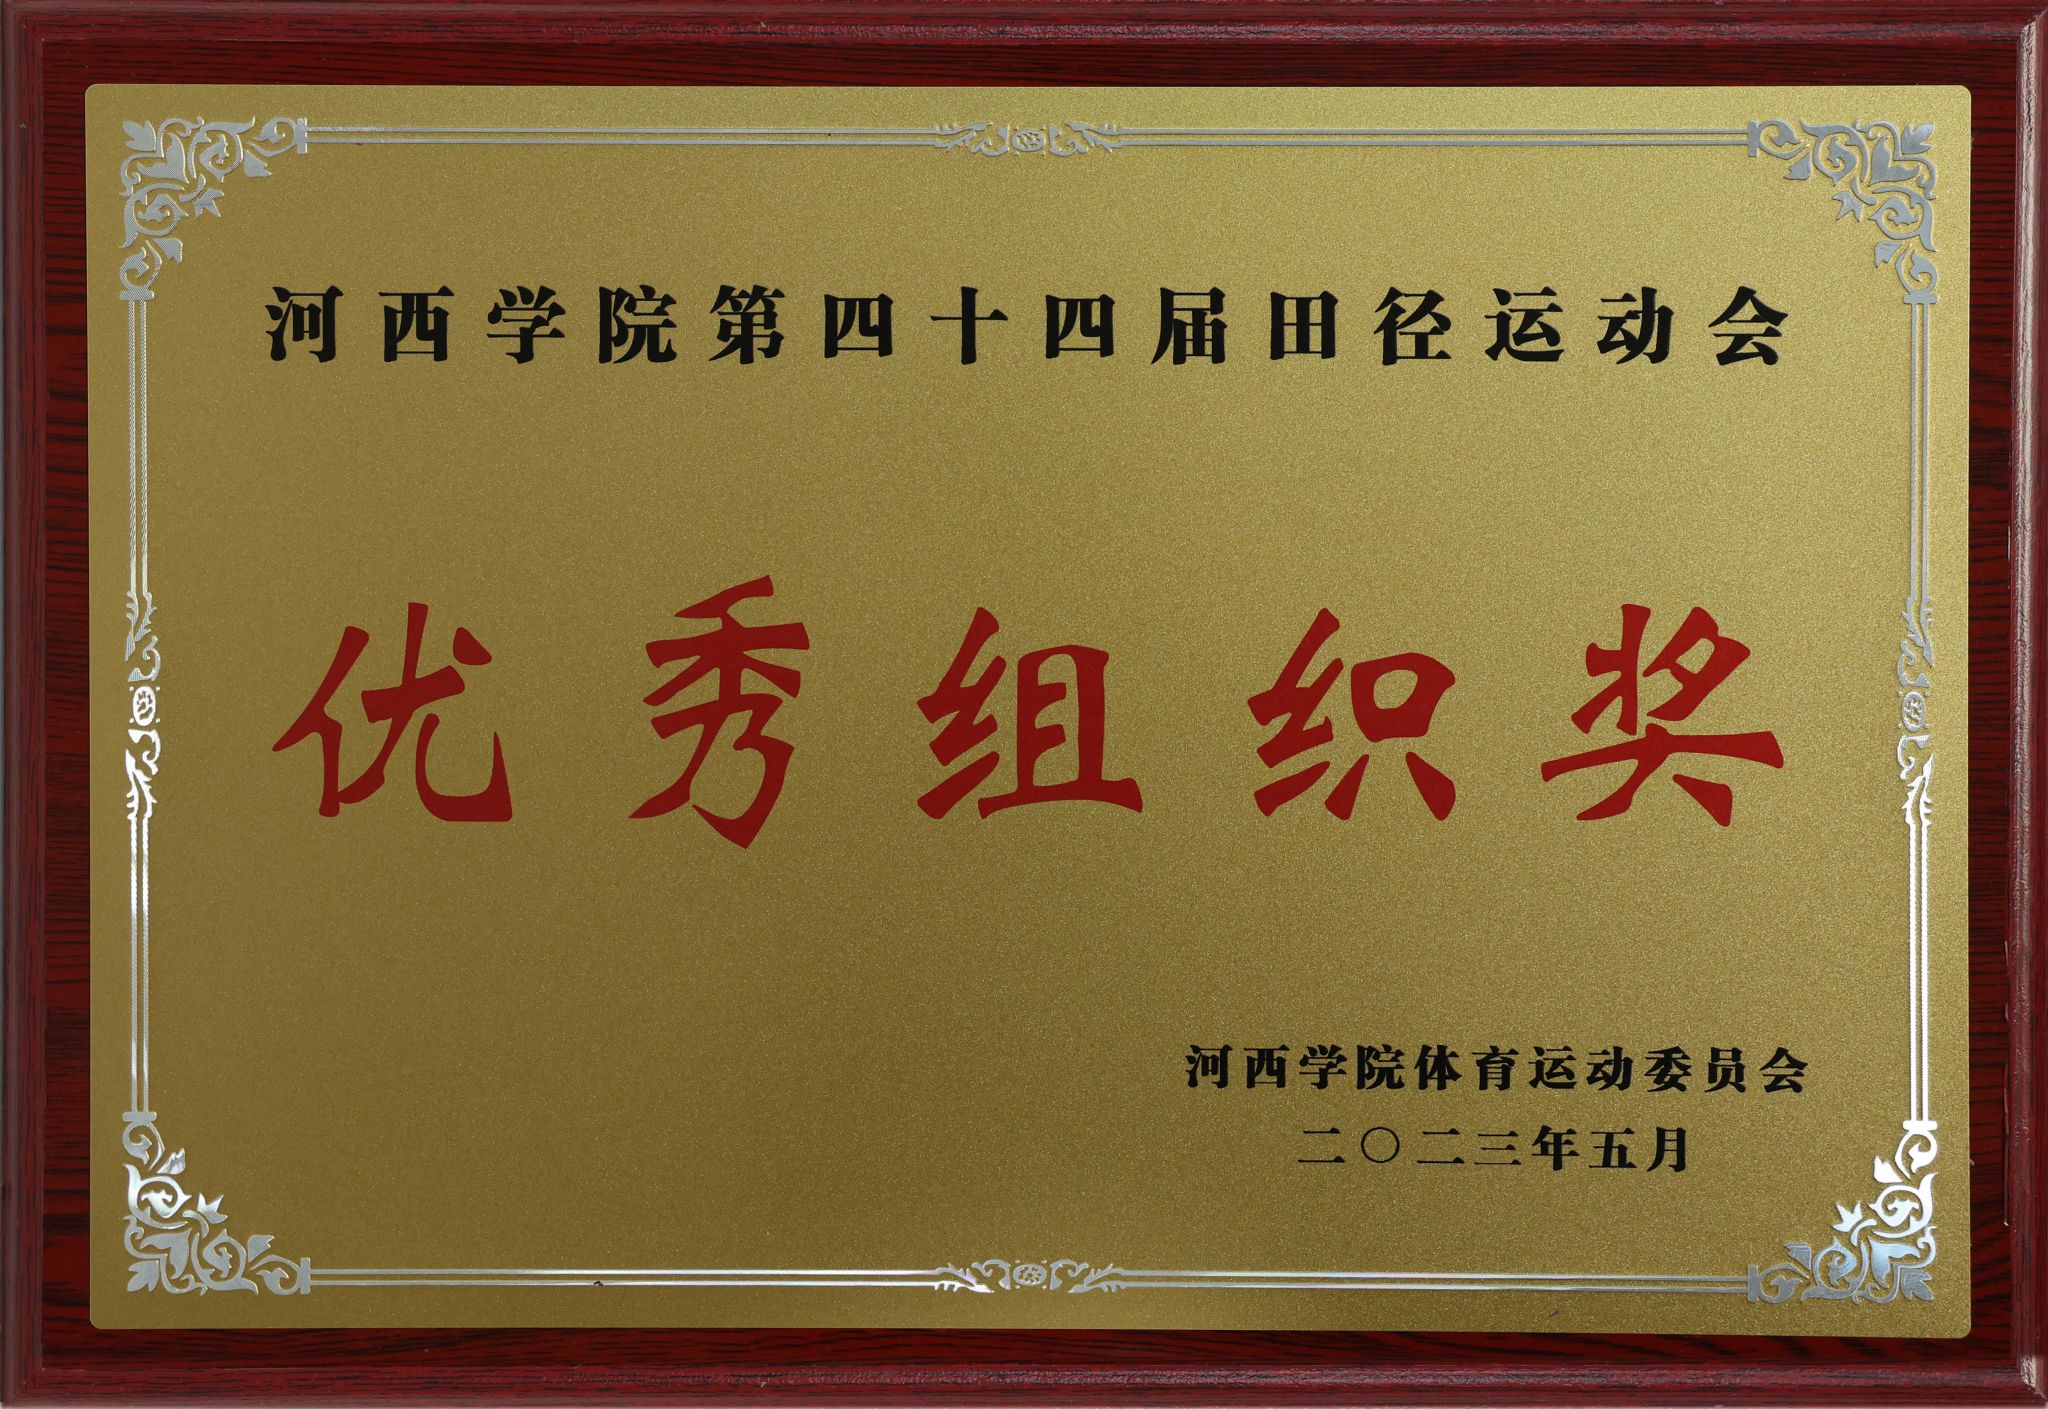 河西学院第四十四届田径运动会
优秀组织奖
河西学院体育运动委员会
二〇二三年五月